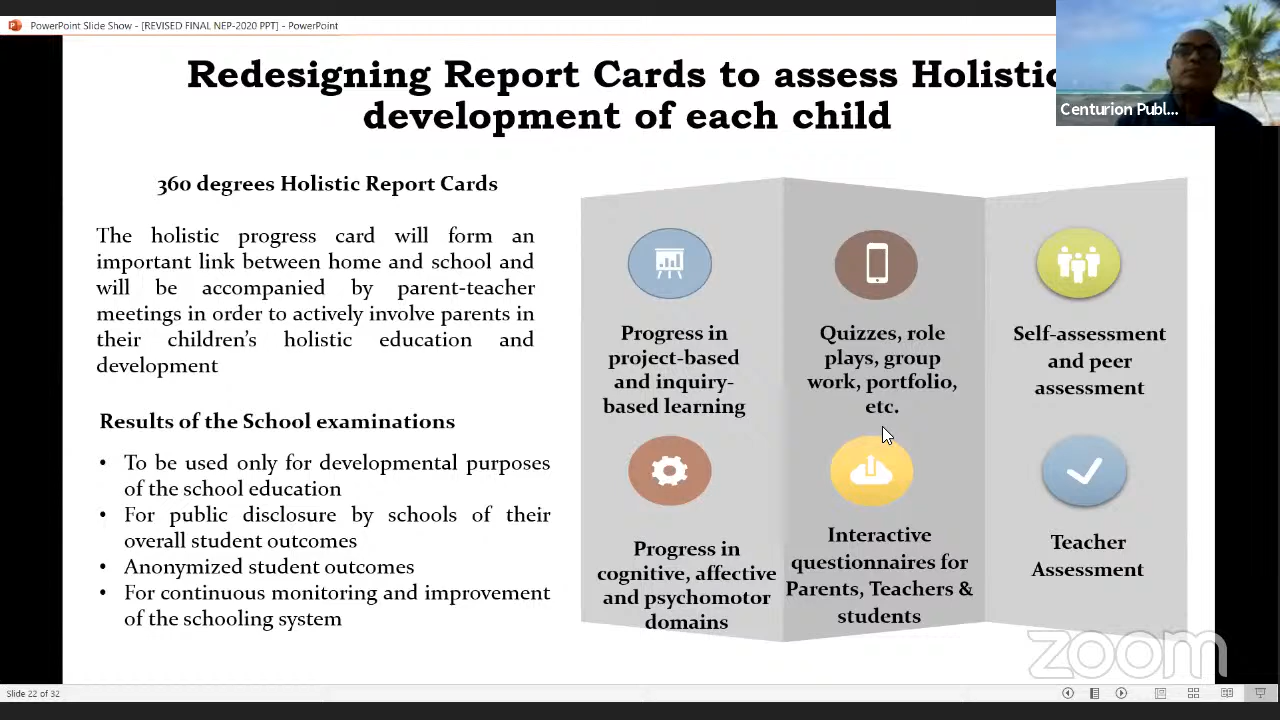 PowerPoint Slide Show - [REVISED FINAL NEP-2020 PPT] - PowerPoint
Centurion Publ...
Redesigning Report Cards to assess Holistic
development of each child
360 degrees Holistic Report Cards
The holistic progress card will form an
important link between home and school and
will be accompanied by parent-teacher
meetings in order to actively involve parents in
their children's holistic education and
development
Results of the School examinations
• To be used only for developmental purposes
of the school education
• For public disclosure by schools of their
overall student outcomes
• Anonymized student outcomes
• For continuous monitoring and improvement
of the schooling system
Progress in
project-based
and inquiry-
based learning
Quizzes, role
plays, group
work, portfolio,
etc.
Self-assessment
and peer
assessment
Progress in
cognitive, affective
and psychomotor
domains
Interactive
questionnaires for
Parents, Teachers &
students
Teacher
Assessment
zoom
Slide 22 of 32